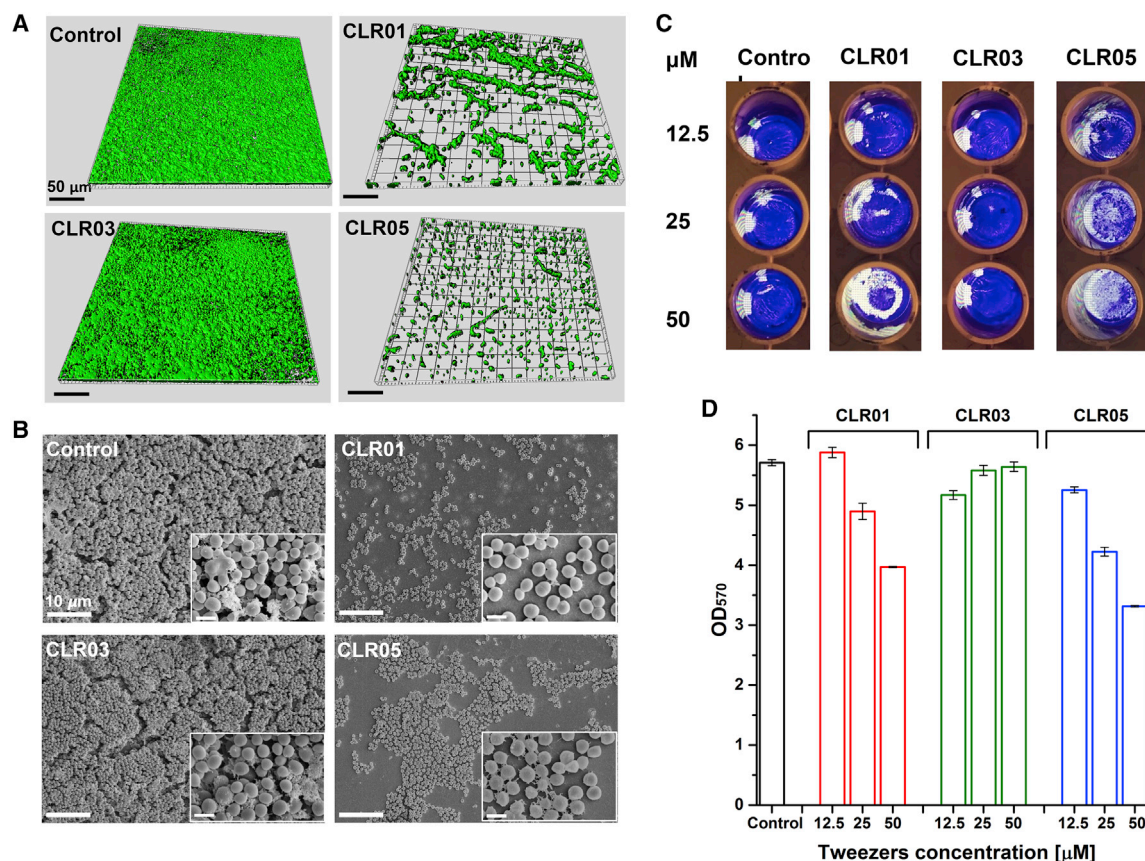 A
Control
CLR01
50 µm
CLR03
CLR05
B
Control
CLR01
10 µm
CLR03
CLR05
C
µM
Contro
CLR01
CLR03
CLR05
l
12.5
25
50
D
CLR01
CLR03
CLR05
6
5
4
3
2
1
0
OD570
Control
12.5
25
50
12.5
25
50
12.5
25
50
Tweezers concentration [µM]